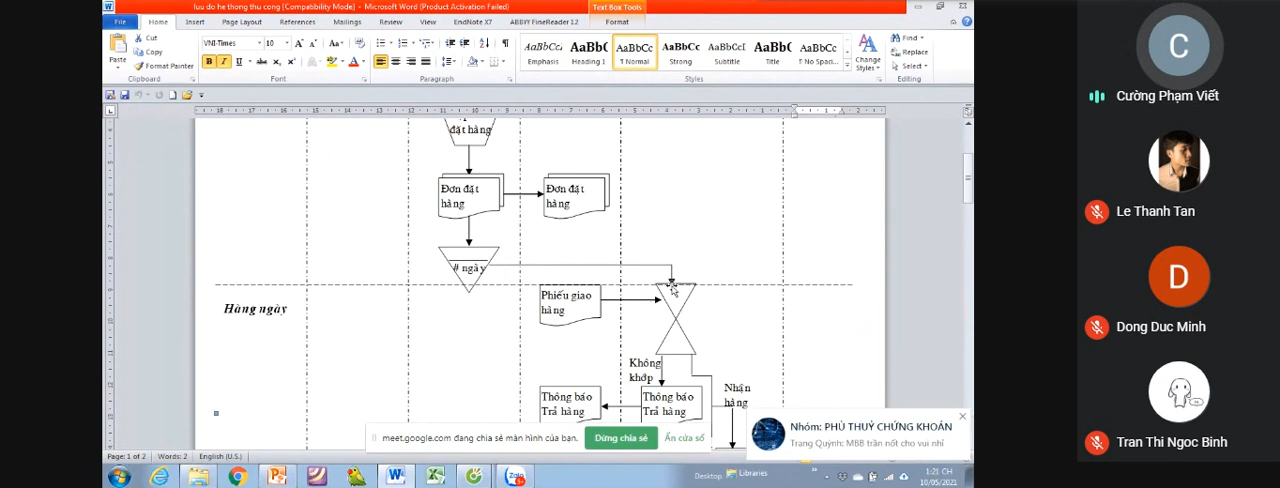 luu do he thong thu cong [Compatibility Mode] - Microsoft Word (Product Activation Failed)
Text Box Tools
File
Home
Insert
Page Layout
References
Mailings
Review
View
EndNote X7
ABBYY FineReader 12
Format
Paste
Cut
Copy
Format Painter
Clipboard
VNI-Times
10
Font
Paragraph
AaBbCc
Emphasis
AaBbC
Heading 1
AaBbCc
¶ Normal
AaBbCc
Strong
AaBbCcD
Subtitle
AaBbC
Title
AaBbCc
¶ No Spaci...
Styles
Change
Styles
Find
Replace
Select
Editing
đặt hàng
Đơn đặt
hàng
Đơn đặt
hàng
# ngày
Hàng ngày
Phiếu giao
hàng
Không
khớp
Thông báo
Trả hàng
Thông báo
Trả hàng
Nhận
hàng
meet.google.com đang chia sẻ màn hình của bạn.
Dừng chia sẻ
Ẩn cửa sổ
Nhóm: PHÙ THUỶ CHỨNG KHOÁN
Trang Quỳnh: MBB trần nốt cho vui nhỉ
Page: 1 of 2
Words: 2
English (U.S.)
Desktop
Libraries
Zalo
1:21 CH
10/05/2021
C
Cường Phạm Viết
Le Thanh Tan
D
Dong Duc Minh
Tran Thi Ngoc Binh